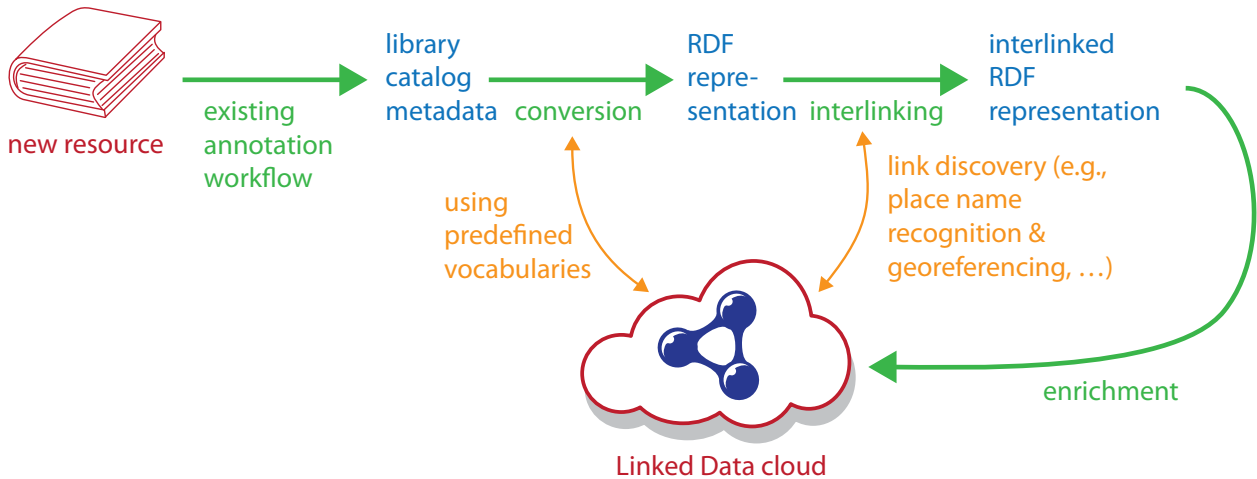 new resource
existing
annotation
workflow
library
catalog
metadata
conversion
using
predefined
vocabularies
RDF
repre-
sentation
interlinking
link discovery (e.g.,
place name
recognition &
georeferencing, …)
interlinked
RDF
representation
enrichment
Linked Data cloud